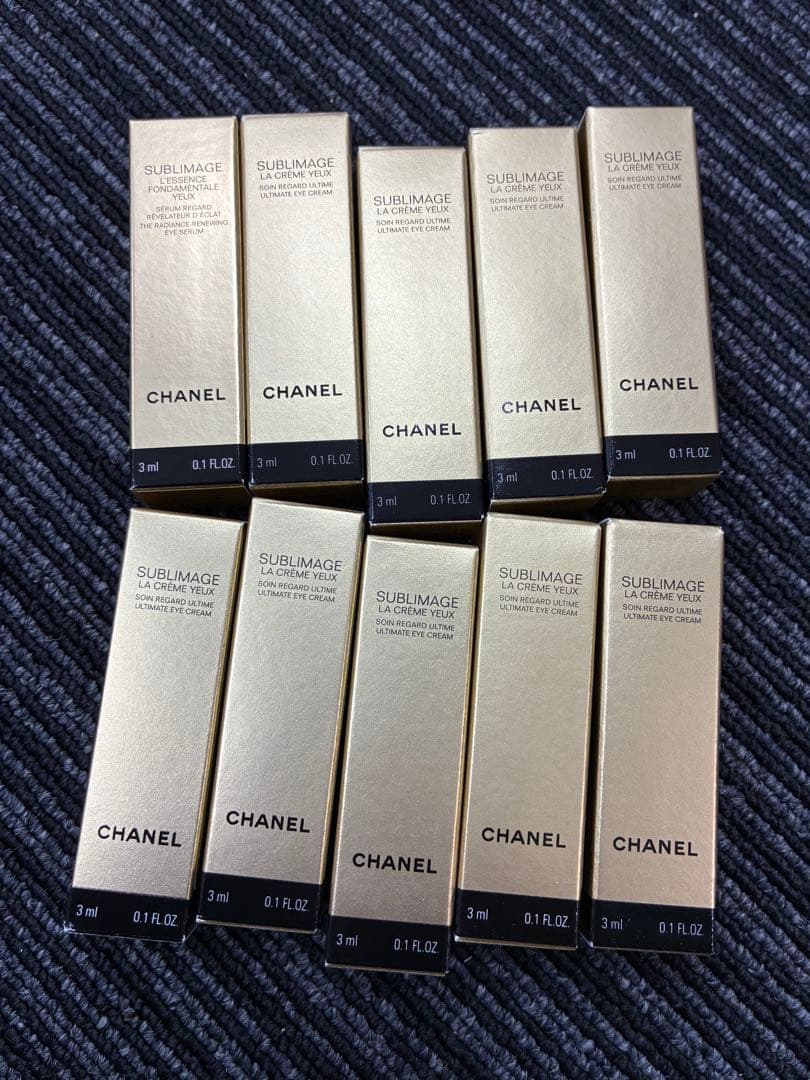 SUBLIMAGE
L'ESSENCE
FONDAMENTALE
YEUX
SÉRUM REGARD
RÉVÉLATEUR D'ÉCLAT
THE RADIANCE-RENEWING
EYE SERUM
CHANEL
3 ml 0.1 FL.OZ.
SUBLIMAGE
LA CRÈME YEUX
SOIN REGARD ULTIME
ULTIMATE EYE CREAM
CHANEL
3 ml 0.1 FL.OZ.
SUBLIMAGE
LA CRÈME YEUX
SOIN REGARD ULTIME
ULTIMATE EYE CREAM
CHANEL
3 ml 0.1 FL.OZ.
SUBLIMAGE
LA CRÈME YEUX
SOIN REGARD ULTIME
ULTIMATE EYE CREAM
CHANEL
3 ml 0.1 FL.OZ.
SUBLIMAGE
LA CRÈME YEUX
SOIN REGARD ULTIME
ULTIMATE EYE CREAM
CHANEL
3 ml 0.1 FL.OZ.
SUBLIMAGE
LA CRÈME YEUX
SOIN REGARD ULTIME
ULTIMATE EYE CREAM
CHANEL
3 ml 0.1 FL.OZ.
SUBLIMAGE
LA CRÈME YEUX
SOIN REGARD ULTIME
ULTIMATE EYE CREAM
CHANEL
3 ml 0.1 FL.OZ.
SUBLIMAGE
LA CRÈME YEUX
SOIN REGARD ULTIME
ULTIMATE EYE CREAM
CHANEL
3 ml 0.1 FL.OZ.
SUBLIMAGE
LA CRÈME YEUX
SOIN REGARD ULTIME
ULTIMATE EYE CREAM
CHANEL
3 ml 0.1 FL.OZ.
SUBLIMAGE
LA CRÈME YEUX
SOIN REGARD ULTIME
ULTIMATE EYE CREAM
CHANEL
3 ml 0.1 FL.OZ.